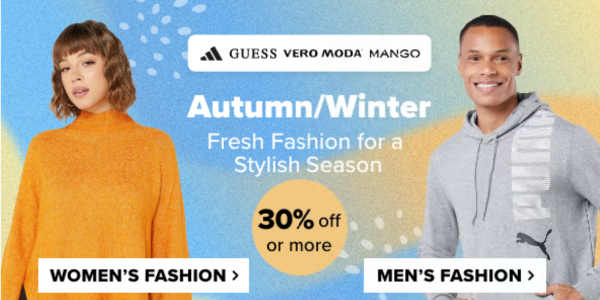 GUESS VERO MODA MANGO
Autumn/Winter
Fresh Fashion for a
Stylish Season
30% off
or more
PUMA
WOMEN'S FASHION >
MEN'S FASHION >